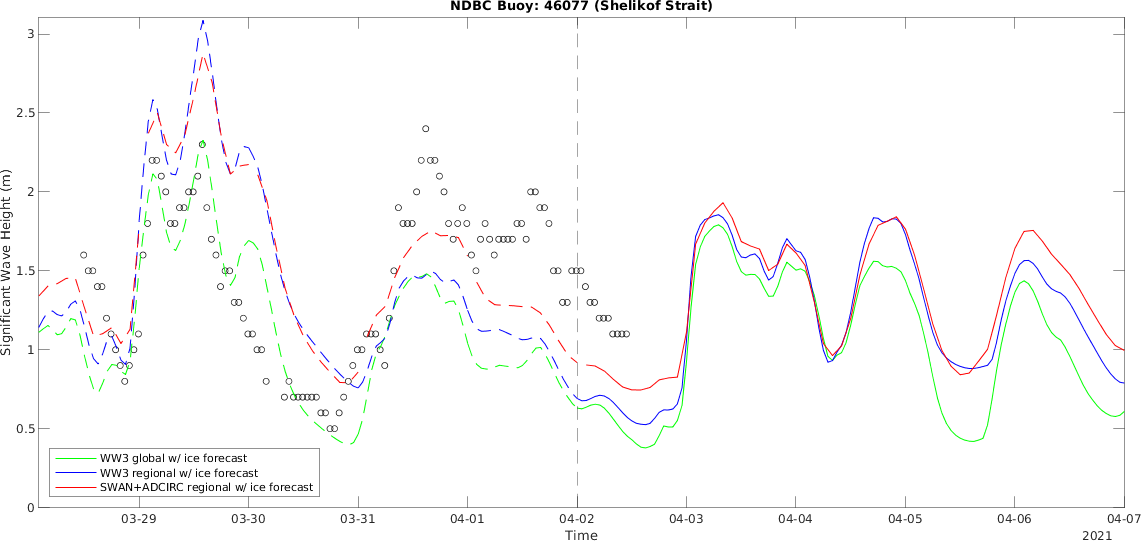 NDBC Buoy: 46077 (Shelikof Strait)
Significant Wave Height (m)
3
2.5
2
1.5
1
0.5
0
WW3 global w/ ice forecast
WW3 regional w/ ice forecast
SWAN+ADCIRC regional w/ ice forecast
03-29 03-30 03-31 04-01 04-02 04-03 04-04 04-05 04-06 04-07
Time
2021